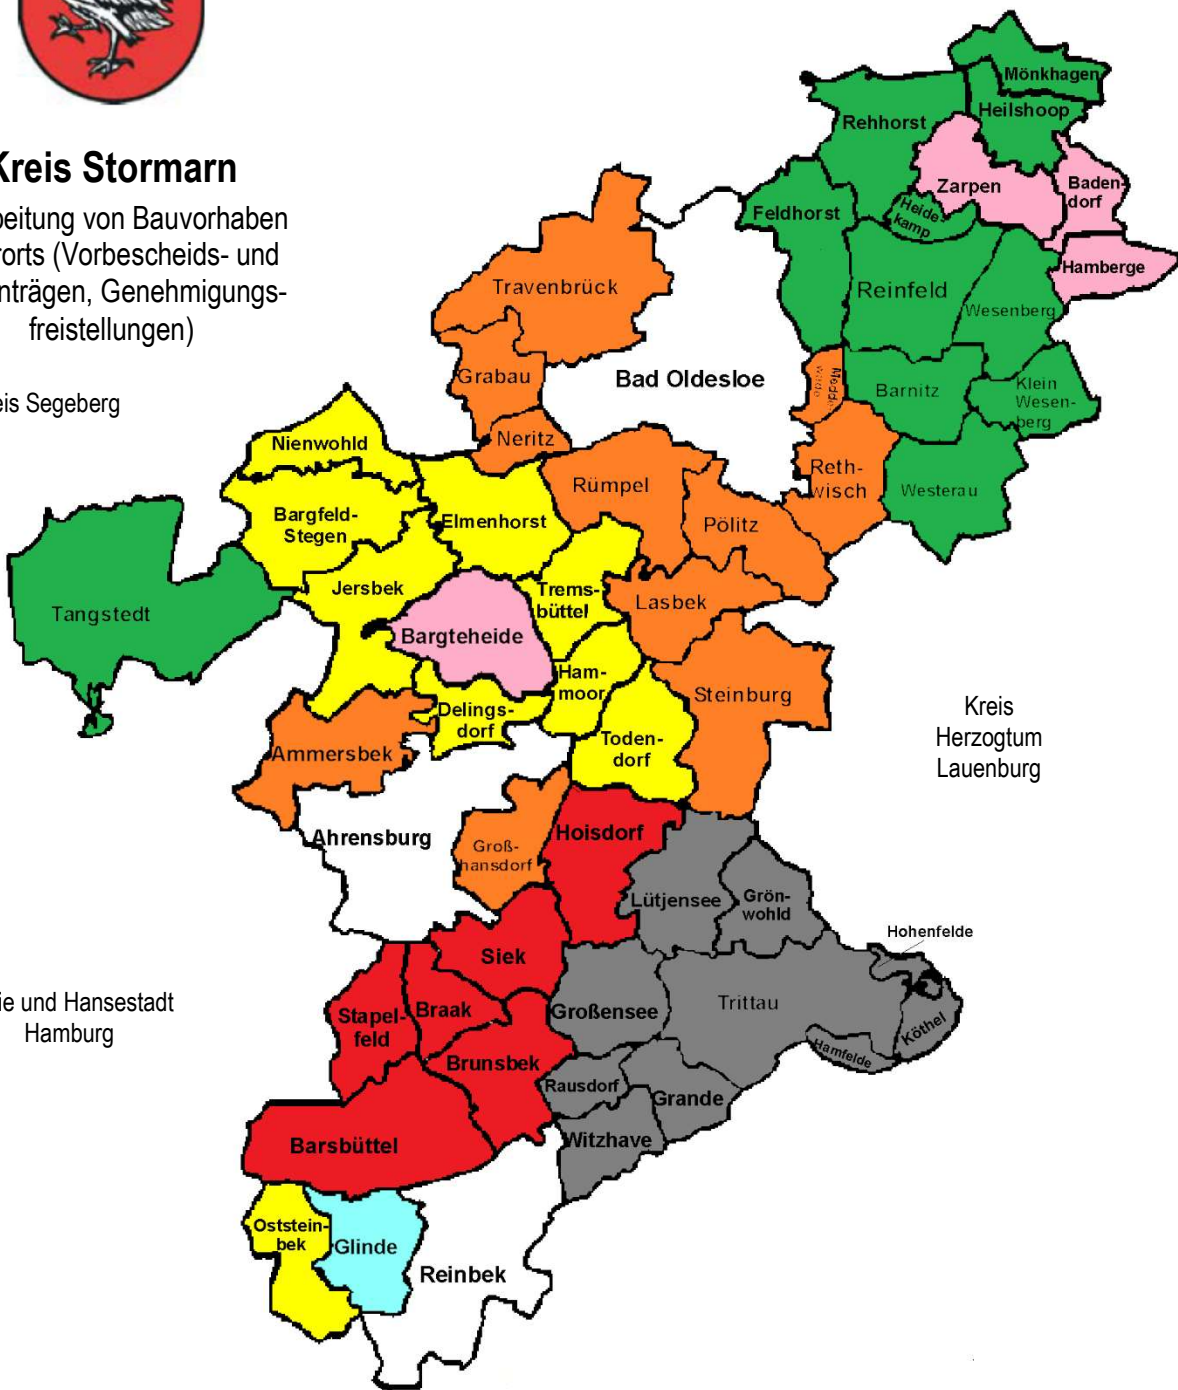 Kreis Stormarn
beitung von Bauvorhaben
orts (Vorbescheids- und
nträgen, Genehmigungs-
freistellungen)
eis Segeberg
Mönkhagen
Heilshoop
Rehhorst
Zarpen
Baden-
dorf
Feldhorst
Heide-
kamp
Hamberge
Travenbrück
Reinfeld
Wesenberg
Grabau
Bad Oldesloe
Medde-
wade
Barnitz
Klein
Wesen-
berg
Nienwohld
Neritz
Rümpel
Reth-
wisch
Westerau
Bargfeld-
Stegen
Elmenhorst
Pölitz
Tangstedt
Jersbek
Trems-
büttel
Lasbek
Bargteheide
Ham-
moor
Steinburg
Delings-
dorf
Kreis
Herzogtum
Lauenburg
Ammersbek
Toden-
dorf
Ahrensburg
Groß-
hansdorf
Hoisdorf
Lütjensee
Grön-
wohld
Hohenfelde
Siek
ie und Hansestadt
Hamburg
Stapel-
feld
Braak
Großensee
Trittau
Köthel
Hamfelde
Brunsbek
Rausdorf
Grande
Barsbüttel
Witzhave
Oststein-
bek
Glinde
Reinbek